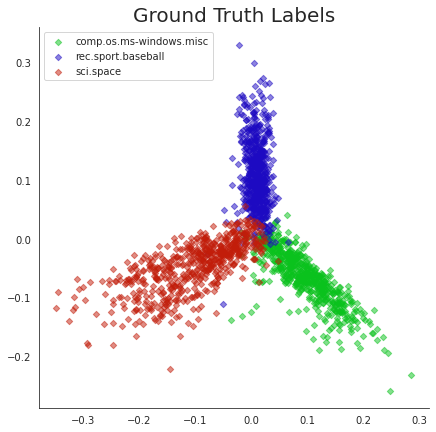 Ground Truth Labels
comp.os.ms-windows.misc
rec.sport.baseball
sci.space
0.3
0.2
0.1
0.0
−0.1
−0.2
−0.3 −0.2 −0.1 0.0 0.1 0.2 0.3